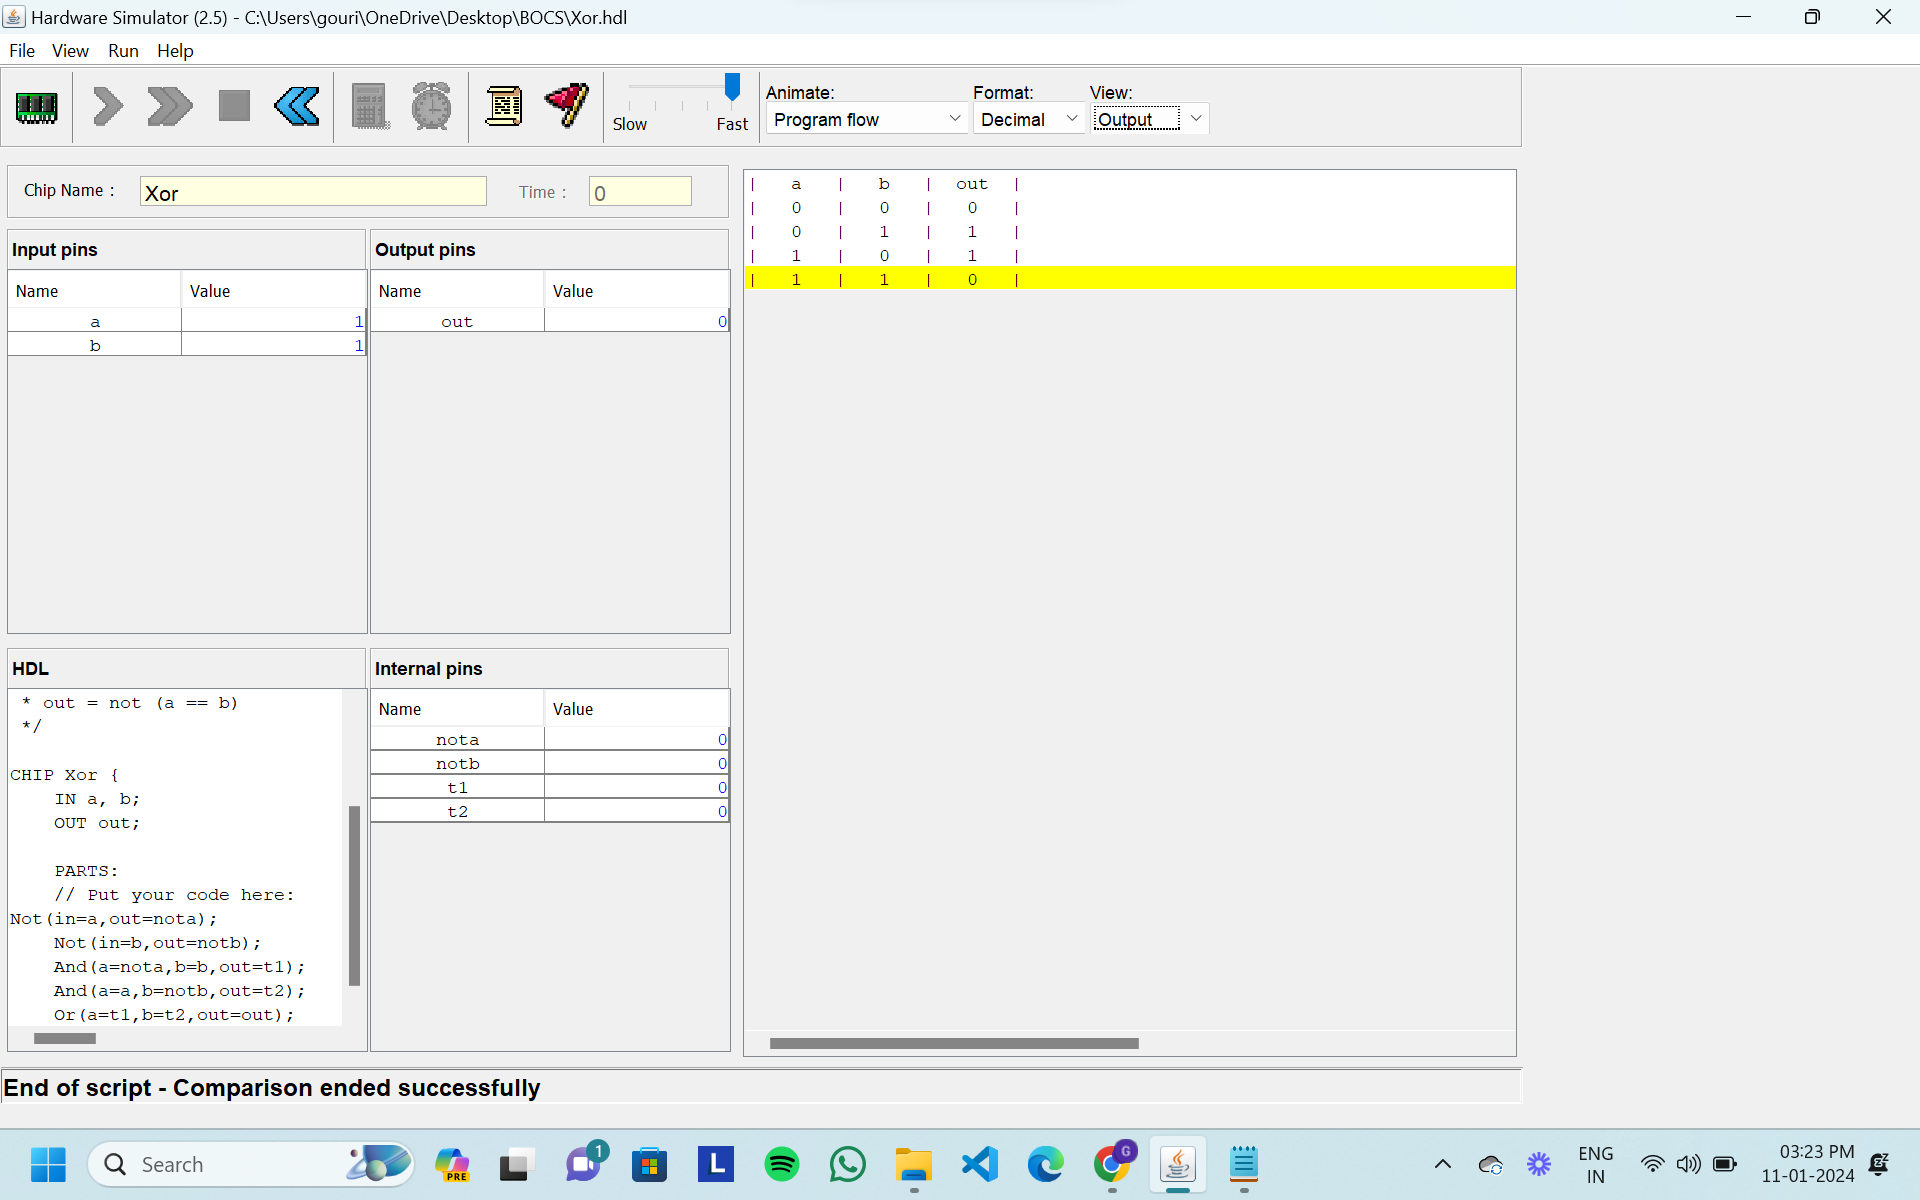 Hardware Simulator (2.5) - C:\Users\gouri\OneDrive\Desktop\BOCS\Xor.hdl
File View Run Help
Slow Fast
Animate: Format: View:
Program flow Decimal Output
Chip Name : Xor Time : 0
Input pins
Name Value
a 1
b 1
Output pins
Name Value
out 0
| a | b | out |
| 0 | 0 | 0 |
| 0 | 1 | 1 |
| 1 | 0 | 1 |
| 1 | 1 | 0 |
HDL
* out = not (a == b)
*/
CHIP Xor {
IN a, b;
OUT out;
PARTS:
// Put your code here:
Not(in=a,out=nota);
Not(in=b,out=notb);
And(a=nota,b=b,out=t1);
And(a=a,b=notb,out=t2);
Or(a=t1,b=t2,out=out);
Internal pins
Name Value
nota 0
notb 0
t1 0
t2 0
End of script - Comparison ended successfully
Search
PRE
1
L
G
ENG
IN
03:23 PM
11-01-2024